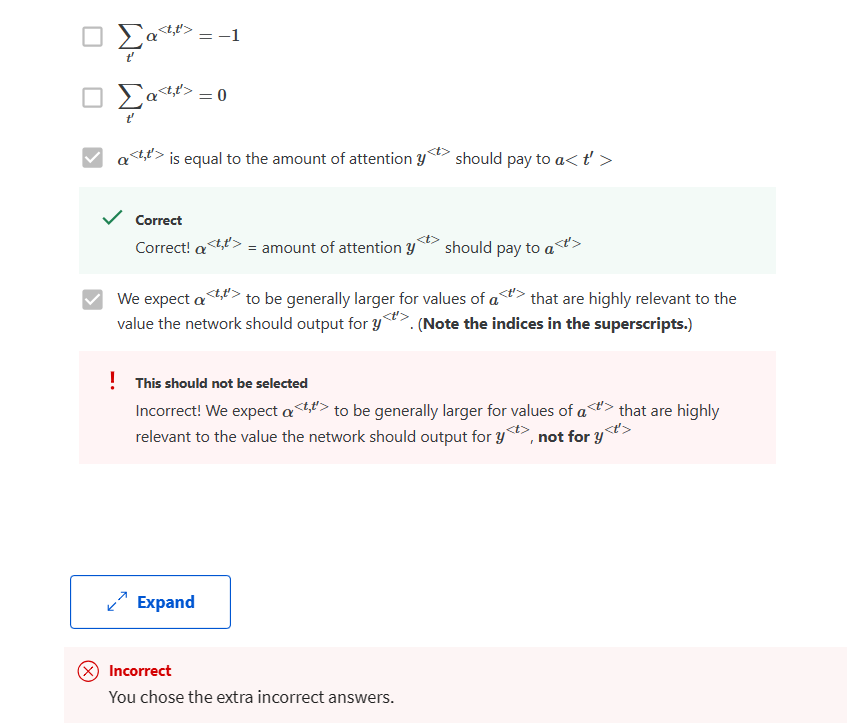 ∑ α^<t,t'> = −1
t'
∑ α^<t,t'> = 0
t'
α^<t,t'> is equal to the amount of attention y^<t> should pay to a< t' >
Correct
Correct! α^<t,t'> = amount of attention y^<t> should pay to a^<t'>
We expect α^<t,t'> to be generally larger for values of a^<t'> that are highly relevant to the
value the network should output for y^<t'>. (Note the indices in the superscripts.)
! This should not be selected
Incorrect! We expect α^<t,t'> to be generally larger for values of a^<t'> that are highly
relevant to the value the network should output for y^<t>, not for y^<t'>
Expand
Incorrect
You chose the extra incorrect answers.